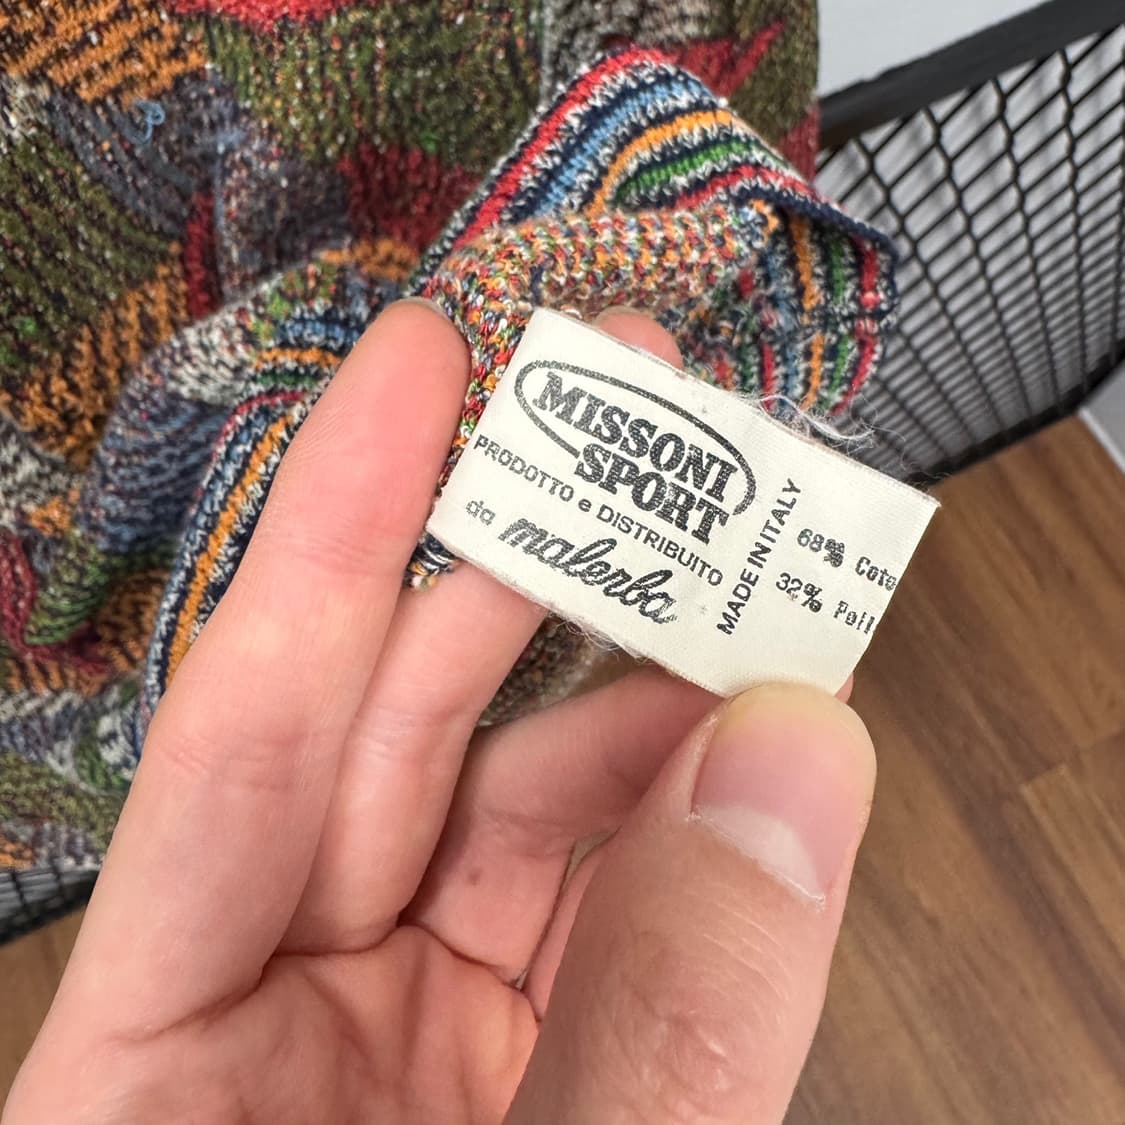 MISSONI
SPORT
PRODOTTO e DISTRIBUITO
da malerba
MADE IN ITALY
68% Coto
32% Poli